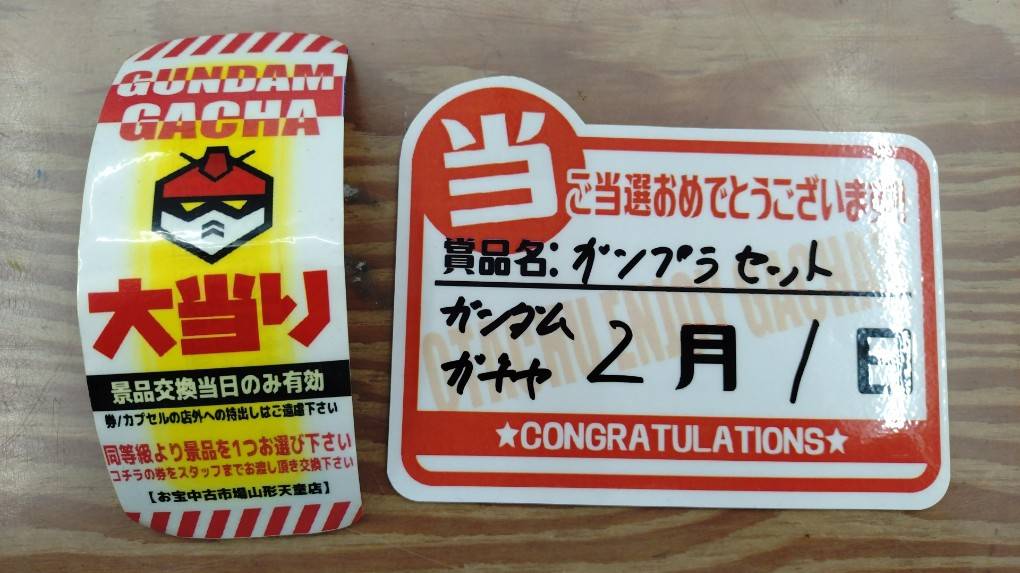 GUNDAM
GACHA
大当り
景品交換当日のみ有効
券/カプセルの店外への持出しはご遠慮下さい
同等級より景品を1つお選び下さい
コチラの券をスタッフまでお渡し頂き交換下さい
【お宝中古市場山形天童店】
当
ご当選おめでとうございます
賞品名:ガンプラセット
ガンダム
ガチャ 2月1日
★CONGRATULATIONS★